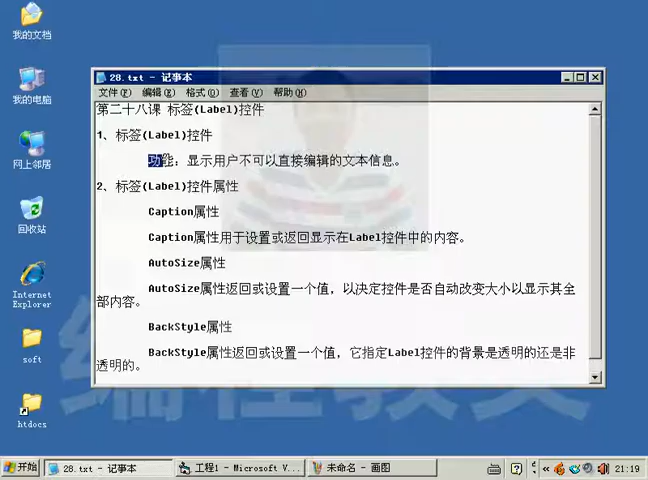 我的文档
我的电脑
网上邻居
回收站
Internet
Explorer
soft
htdocs
28.txt - 记事本
文件(F) 编辑(E) 格式(O) 查看(V) 帮助(H)
第二十八课 标签(Label)控件
1、标签(Label)控件
功能：显示用户不可以直接编辑的文本信息。
2、标签(Label)控件属性
Caption属性
Caption属性用于设置或返回显示在Label控件中的内容。
AutoSize属性
AutoSize属性返回或设置一个值，以决定控件是否自动改变大小以显示其全
部内容。
BackStyle属性
BackStyle属性返回或设置一个值，它指定Label控件的背景是透明的还是非
透明的。
开始 28.txt - 记事本 工程1 - Microsoft V... 未命名 - 画图 21:19